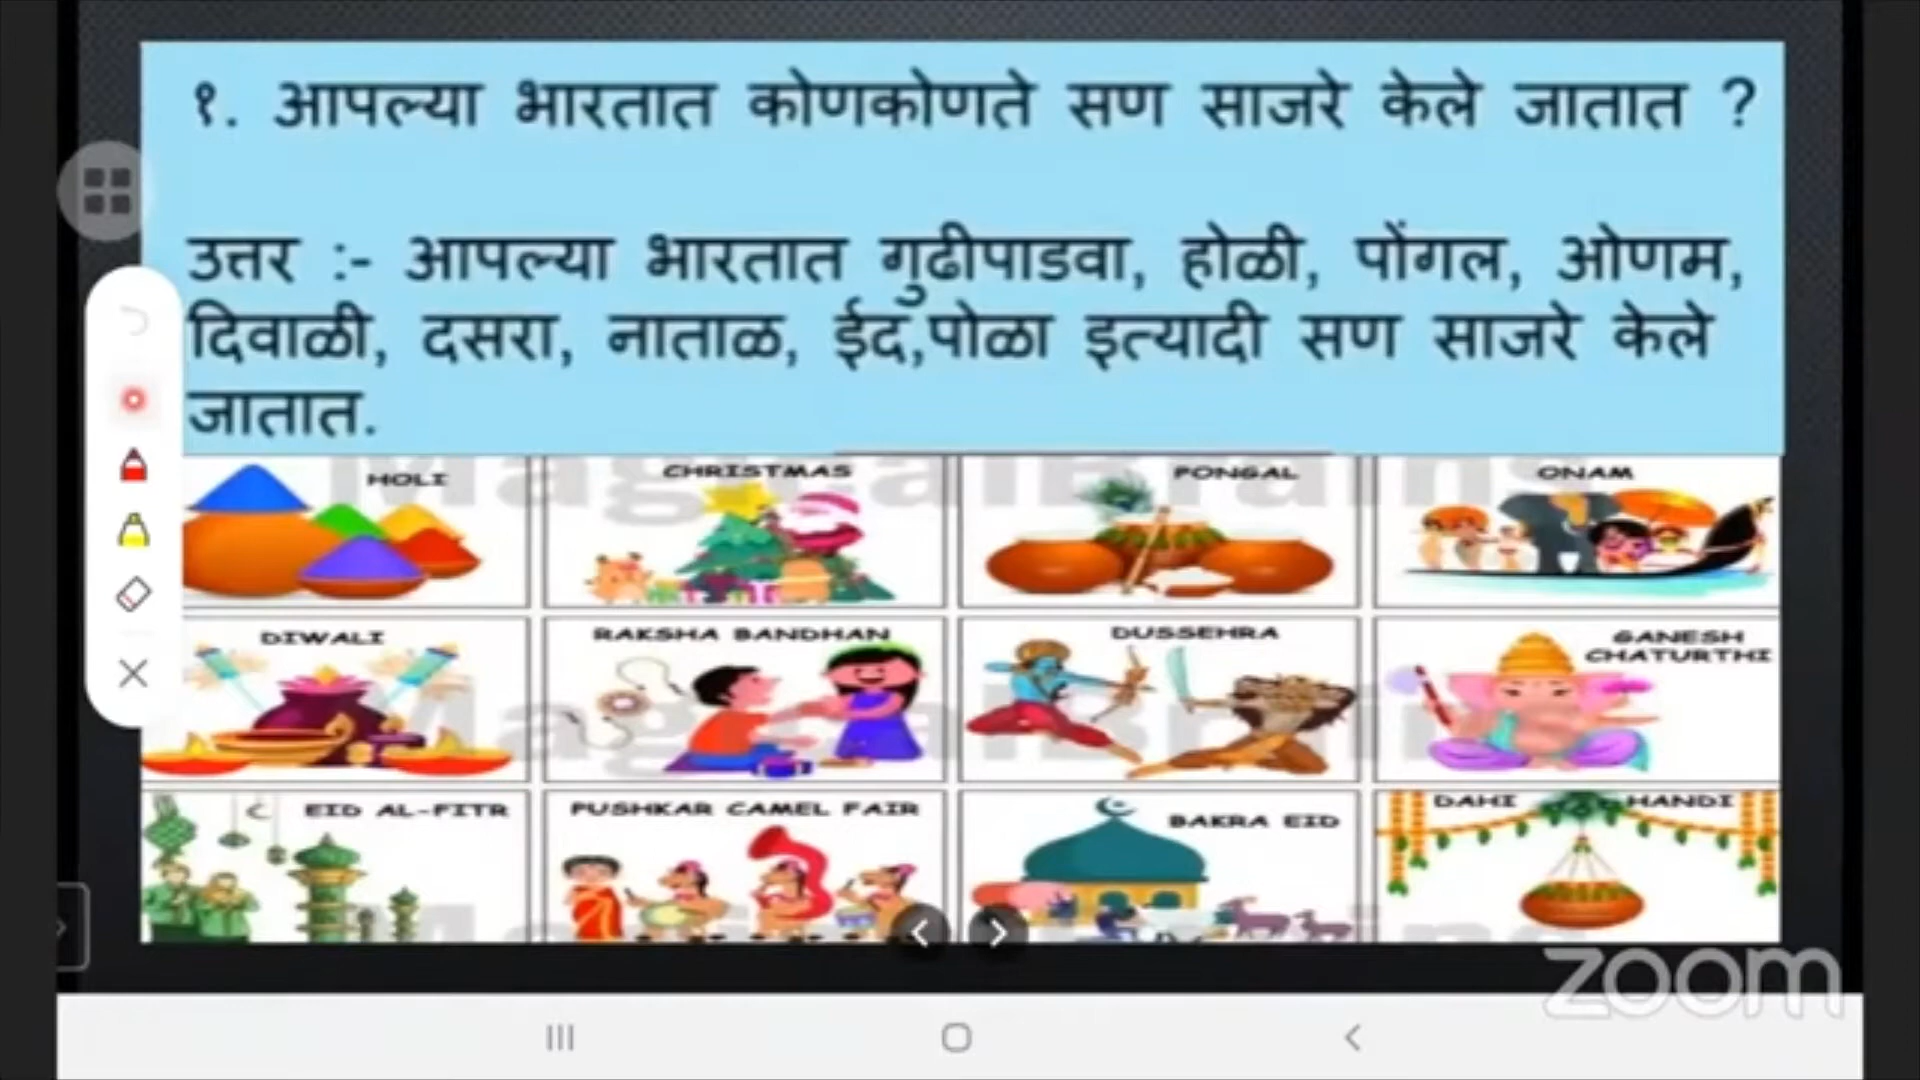 १. आपल्या भारतात कोणकोणते सण साजरे केले जातात ?
उत्तर :- आपल्या भारतात गुढीपाडवा, होळी, पोंगल, ओणम,
दिवाळी, दसरा, नाताळ, ईद,पोळा इत्यादी सण साजरे केले
जातात.
HOLI
CHRISTMAS
PONGAL
ONAM
DIWALI
RAKSHA BANDHAN
DUSSEHRA
GANESH
CHATURTHI
EID AL-FITR
PUSHKAR CAMEL FAIR
BAKRA EID
DAHI HANDI
zoom